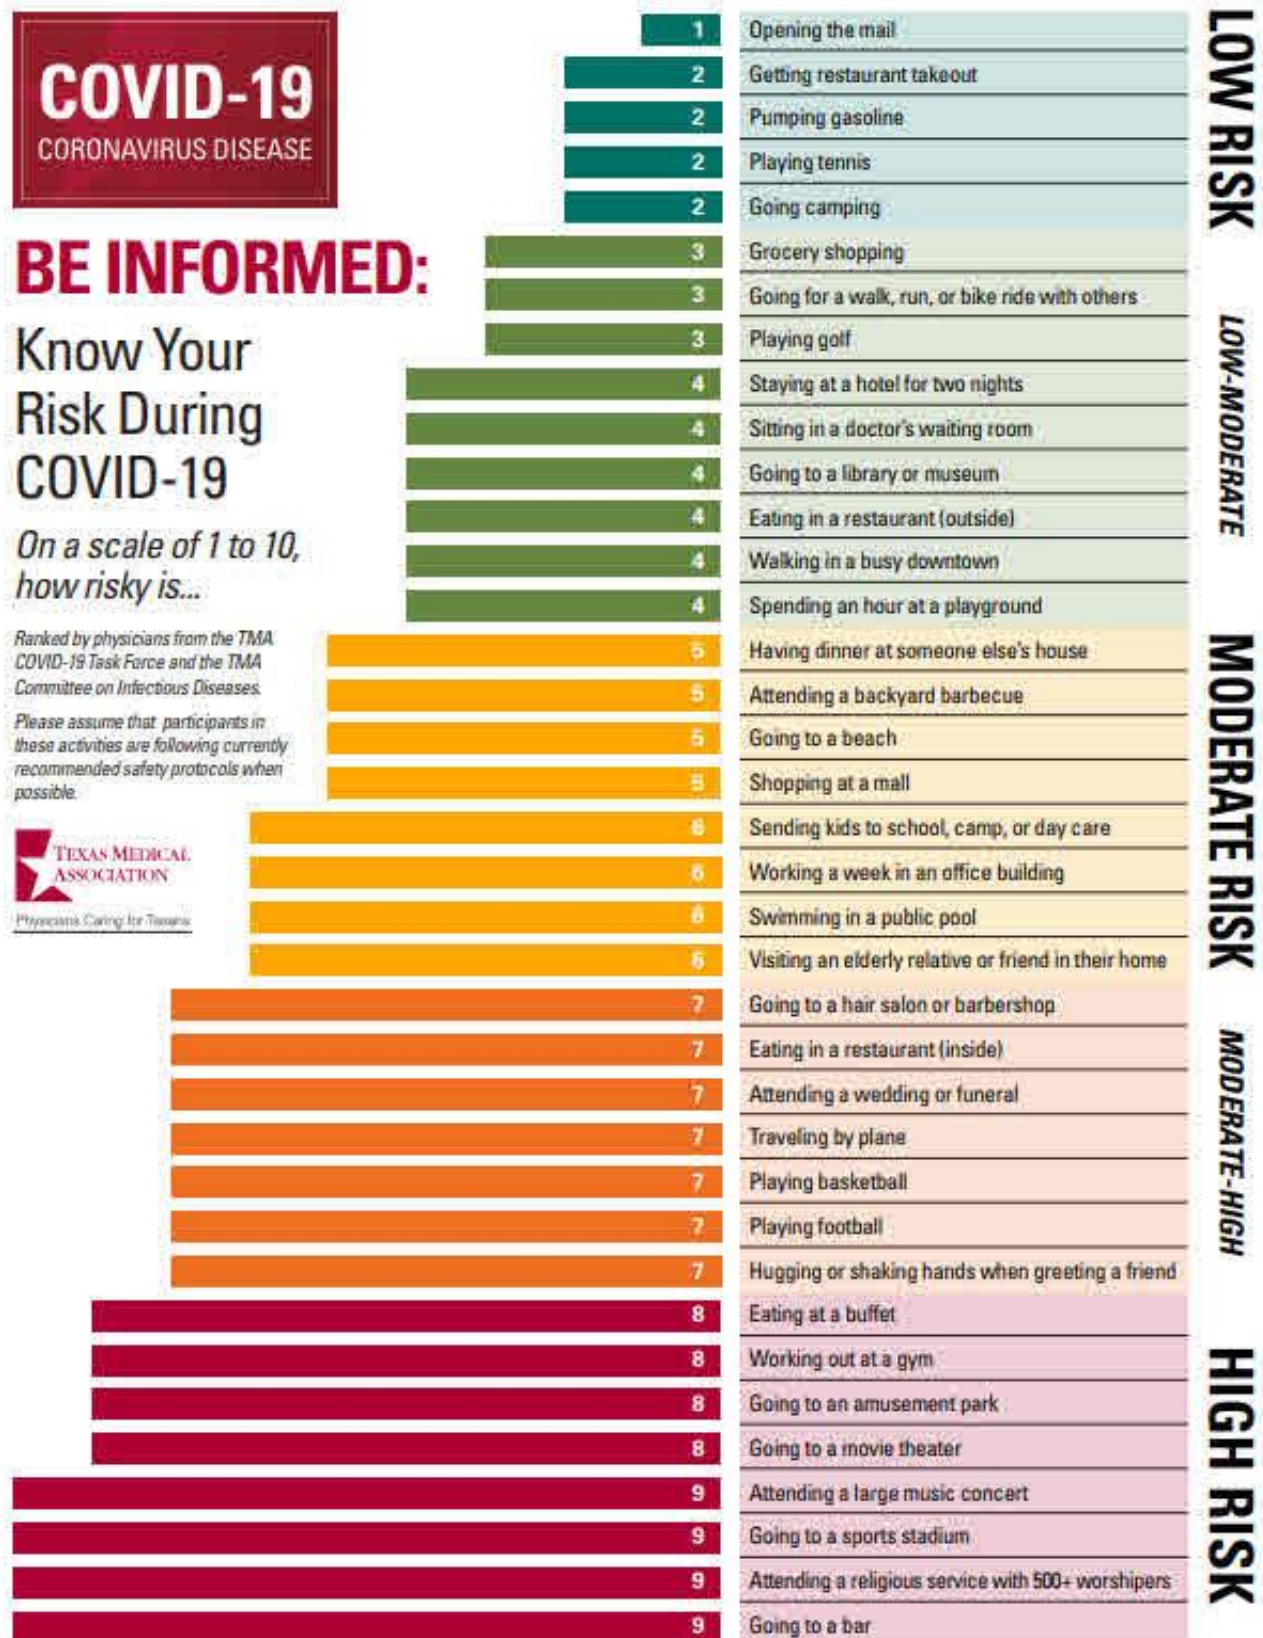 COVID-19
CORONAVIRUS DISEASE
BE INFORMED:
Know Your
Risk During
COVID-19
On a scale of 1 to 10,
how risky is...
Ranked by physicians from the TMA
COVID-19 Task Force and the TMA
Committee on Infectious Diseases.
Please assume that participants in
these activities are following currently
recommended safety protocols when
possible.
TEXAS MEDICAL
ASSOCIATION
Physicians Caring for Texans
1 Opening the mail
2 Getting restaurant takeout
2 Pumping gasoline
2 Playing tennis
2 Going camping
3 Grocery shopping
3 Going for a walk, run, or bike ride with others
3 Playing golf
4 Staying at a hotel for two nights
4 Sitting in a doctor's waiting room
4 Going to a library or museum
4 Eating in a restaurant (outside)
4 Walking in a busy downtown
4 Spending an hour at a playground
5 Having dinner at someone else's house
5 Attending a backyard barbecue
5 Going to a beach
5 Shopping at a mall
6 Sending kids to school, camp, or day care
6 Working a week in an office building
6 Swimming in a public pool
6 Visiting an elderly relative or friend in their home
7 Going to a hair salon or barbershop
7 Eating in a restaurant (inside)
7 Attending a wedding or funeral
7 Traveling by plane
7 Playing basketball
7 Playing football
7 Hugging or shaking hands when greeting a friend
8 Eating at a buffet
8 Working out at a gym
8 Going to an amusement park
8 Going to a movie theater
9 Attending a large music concert
9 Going to a sports stadium
9 Attending a religious service with 500+ worshipers
9 Going to a bar
LOW RISK
LOW-MODERATE
MODERATE RISK
MODERATE-HIGH
HIGH RISK